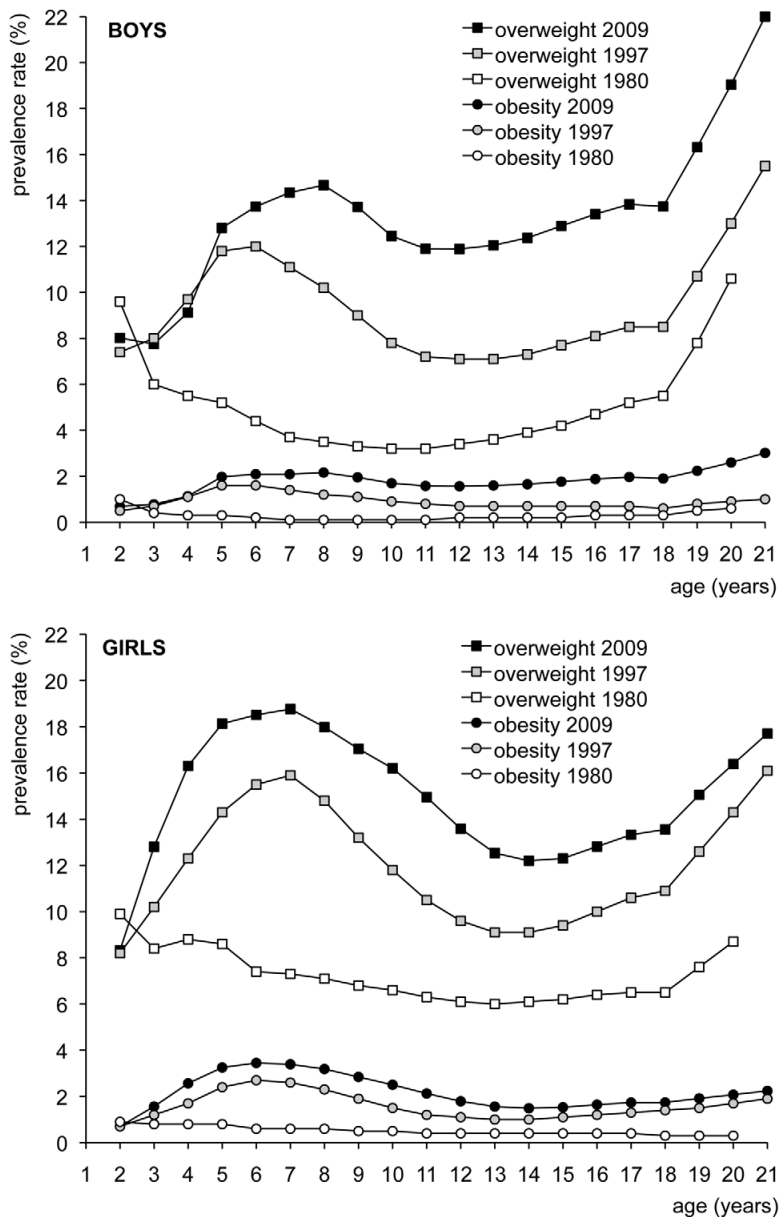 BOYS
prevalence rate (%)
22
20
18
16
14
12
10
8
6
4
2
0
overweight 2009
overweight 1997
overweight 1980
obesity 2009
obesity 1997
obesity 1980
1 2 3 4 5 6 7 8 9 10 11 12 13 14 15 16 17 18 19 20 21
age (years)
GIRLS
prevalence rate (%)
22
20
18
16
14
12
10
8
6
4
2
0
overweight 2009
overweight 1997
overweight 1980
obesity 2009
obesity 1997
obesity 1980
1 2 3 4 5 6 7 8 9 10 11 12 13 14 15 16 17 18 19 20 21
age (years)